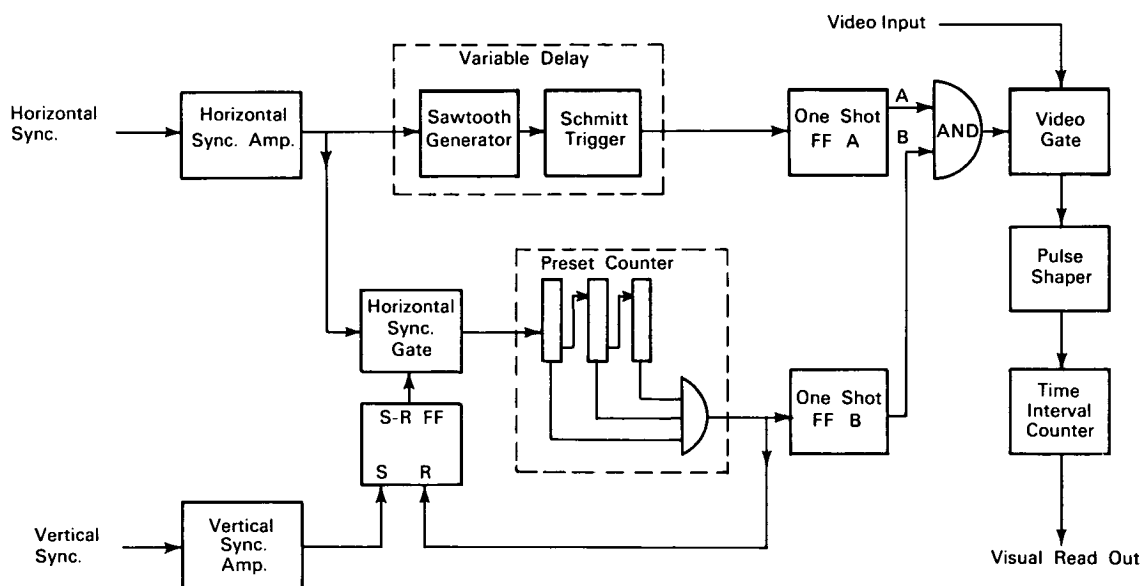 Video Input
Variable Delay
Horizontal
Sync.
Horizontal
Sync. Amp.
Sawtooth
Generator
Schmitt
Trigger
One Shot
FF A
A
B
AND
Video
Gate
Preset Counter
Pulse
Shaper
Horizontal
Sync.
Gate
S-R FF
S R
One Shot
FF B
Time
Interval
Counter
Vertical
Sync.
Vertical
Sync.
Amp.
Visual Read Out